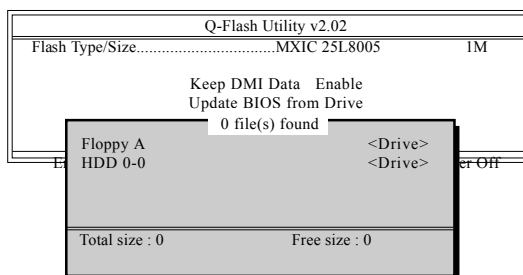 Q-Flash Utility v2.02
Flash Type/Size.................................MXIC 25L8005 1M
Keep DMI Data Enable
Update BIOS from Drive
0 file(s) found
Floppy A <Drive>
HDD 0-0 <Drive>
Total size : 0 Free size : 0